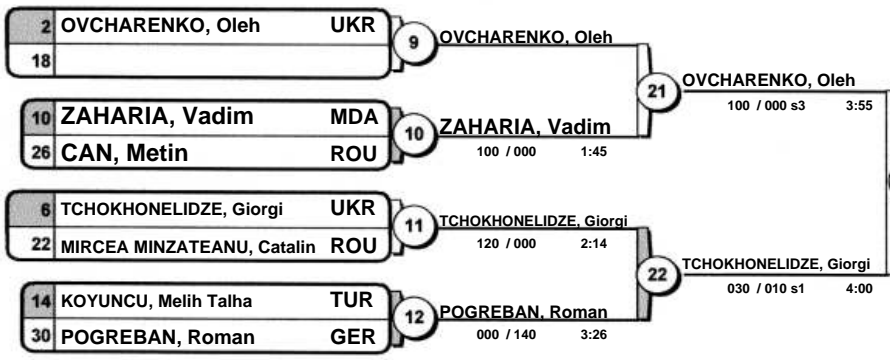 2 OVCHARENKO, Oleh UKR
18
9
OVCHARENKO, Oleh
10 ZAHARIA, Vadim MDA
26 CAN, Metin ROU
10
ZAHARIA, Vadim
100 / 000 1:45
21
OVCHARENKO, Oleh
100 / 000 s3 3:55
6 TCHOKHONELIDZE, Giorgi UKR
22 MIRCEA MINZATEANU, Catalin ROU
11
TCHOKHONELIDZE, Giorgi
120 / 000 2:14
14 KOYUNCU, Melih Talha TUR
30 POGREBAN, Roman GER
12
POGREBAN, Roman
000 / 140 3:26
22
TCHOKHONELIDZE, Giorgi
030 / 010 s1 4:00